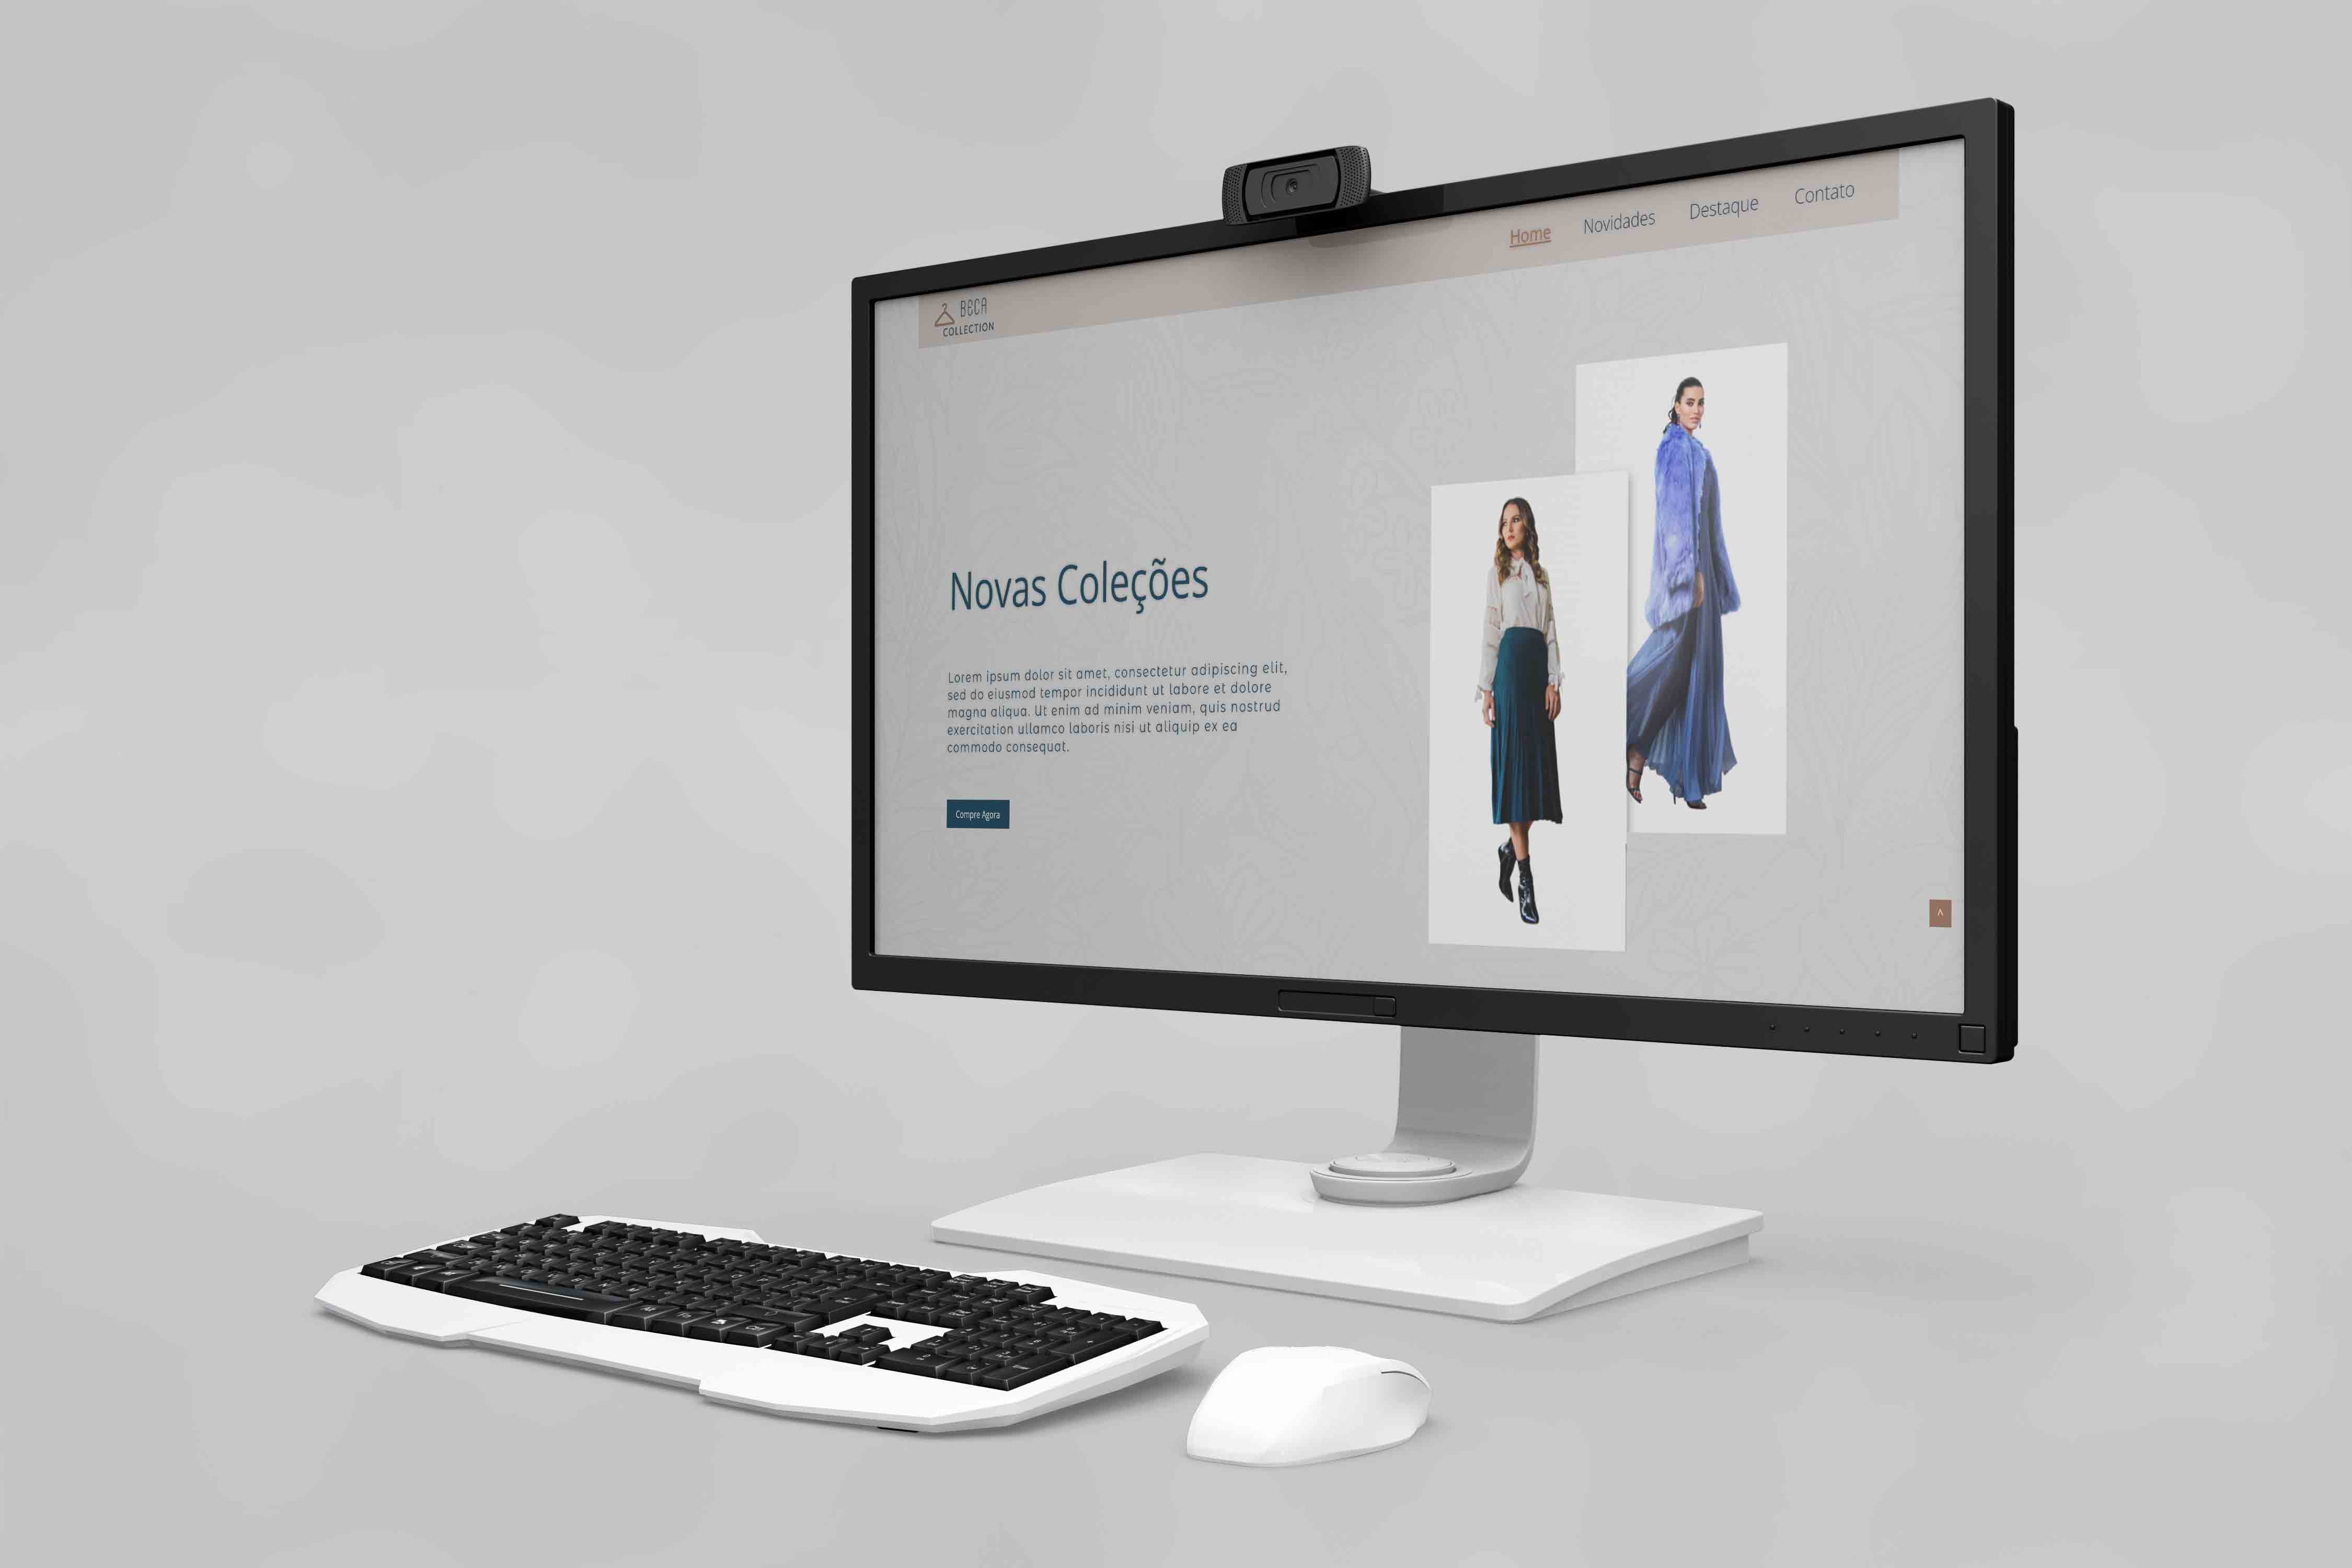 BECA
COLLECTION
Home
Novidades
Destaque
Contato
Novas Coleções
Lorem ipsum dolor sit amet, consectetur adipiscing elit,
sed do eiusmod tempor incididunt ut labore et dolore
magna aliqua. Ut enim ad minim veniam, quis nostrud
exercitation ullamco laboris nisi ut aliquip ex ea
commodo consequat.
Compre Agora